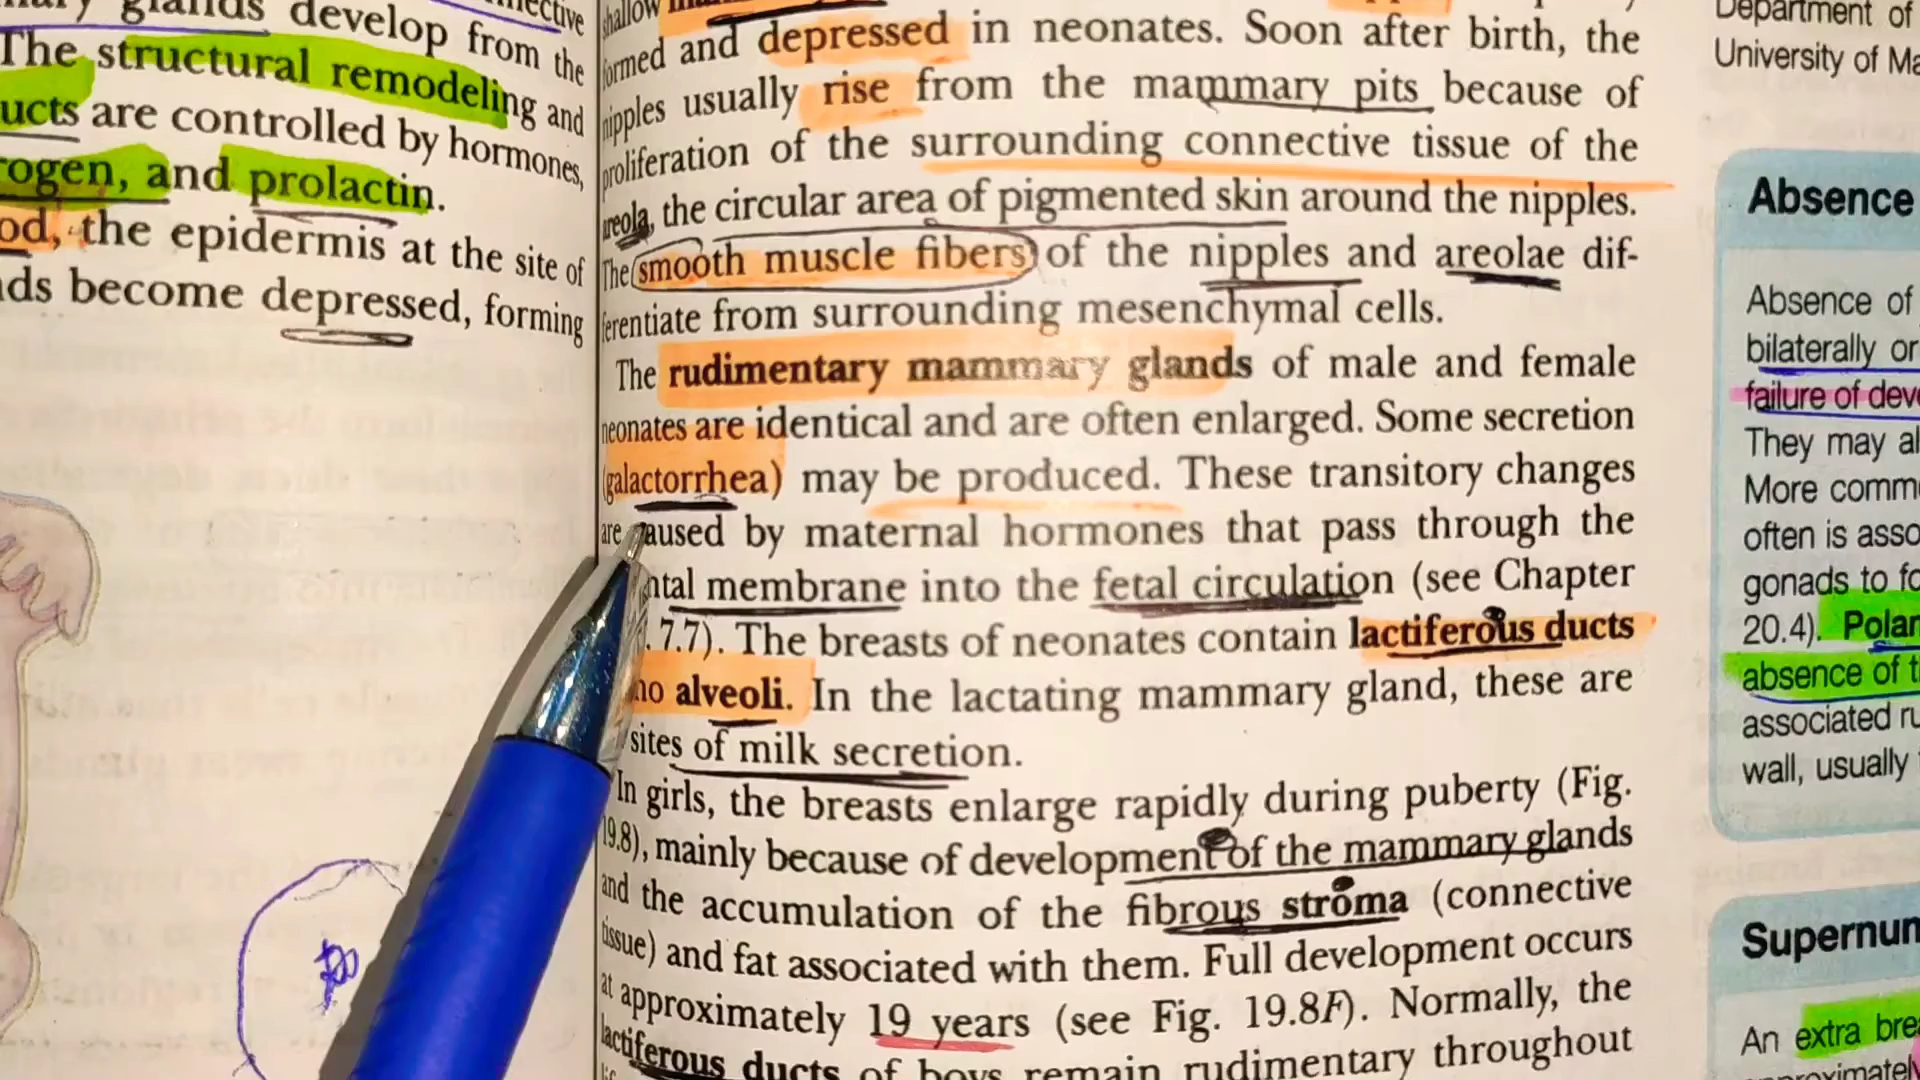 glands develop from the
The structural remodeling and
ucts are controlled by hormones,
rogen, and prolactin.
od, the epidermis at the site of
ds become depressed, forming
shallow
formed and depressed in neonates. Soon after birth, the
nipples usually rise from the mammary pits because of
proliferation of the surrounding connective tissue of the
areola, the circular area of pigmented skin around the nipples.
The smooth muscle fibers of the nipples and areolae dif-
ferentiate from surrounding mesenchymal cells.
The rudimentary mammary glands of male and female
neonates are identical and are often enlarged. Some secretion
(galactorrhea) may be produced. These transitory changes
are caused by maternal hormones that pass through the
ntal membrane into the fetal circulation (see Chapter
. 7.7). The breasts of neonates contain lactiferous ducts
no alveoli. In the lactating mammary gland, these are
sites of milk secretion.
In girls, the breasts enlarge rapidly during puberty (Fig.
19.8), mainly because of development of the mammary glands
and the accumulation of the fibrous stroma (connective
tissue) and fat associated with them. Full development occurs
at approximately 19 years (see Fig. 19.8F). Normally, the
lactiferous ducts of boys remain rudimentary throughout
Department of
University of Ma
Absence
Absence of
bilaterally or
failure of deve
They may al
More comm
often is asso
gonads to fo
20.4). Polan
absence of t
associated ru
wall, usually
Supernum
An extra brea